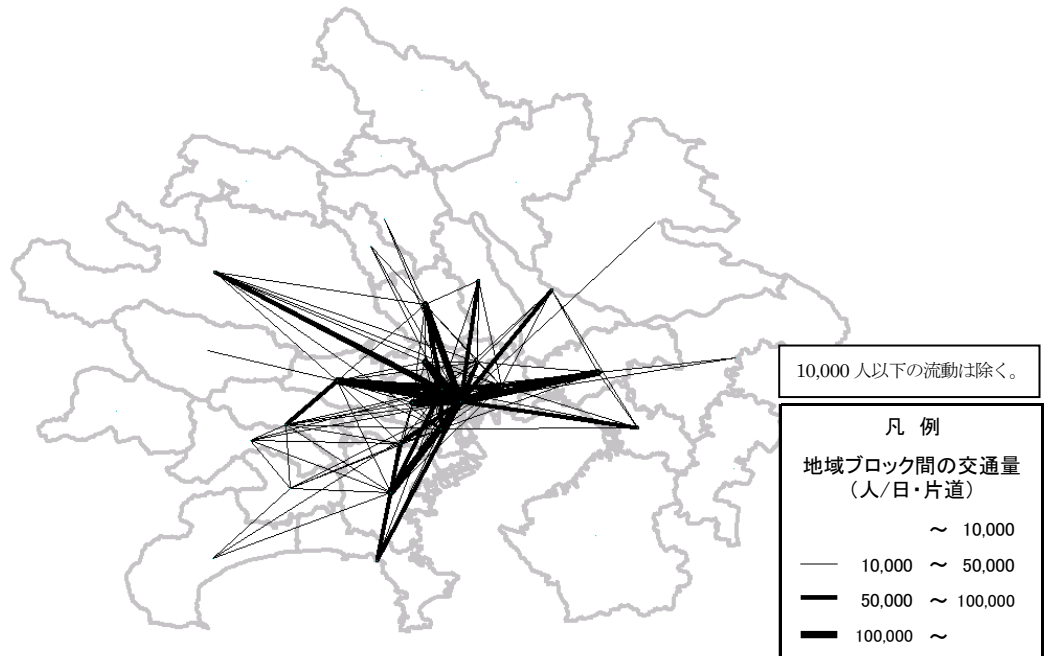 10,000 人以下の流動は除く。
凡 例
地域ブロック間の交通量
（人/日・片道）
～ 10,000
10,000 ～ 50,000
50,000 ～ 100,000
100,000 ～